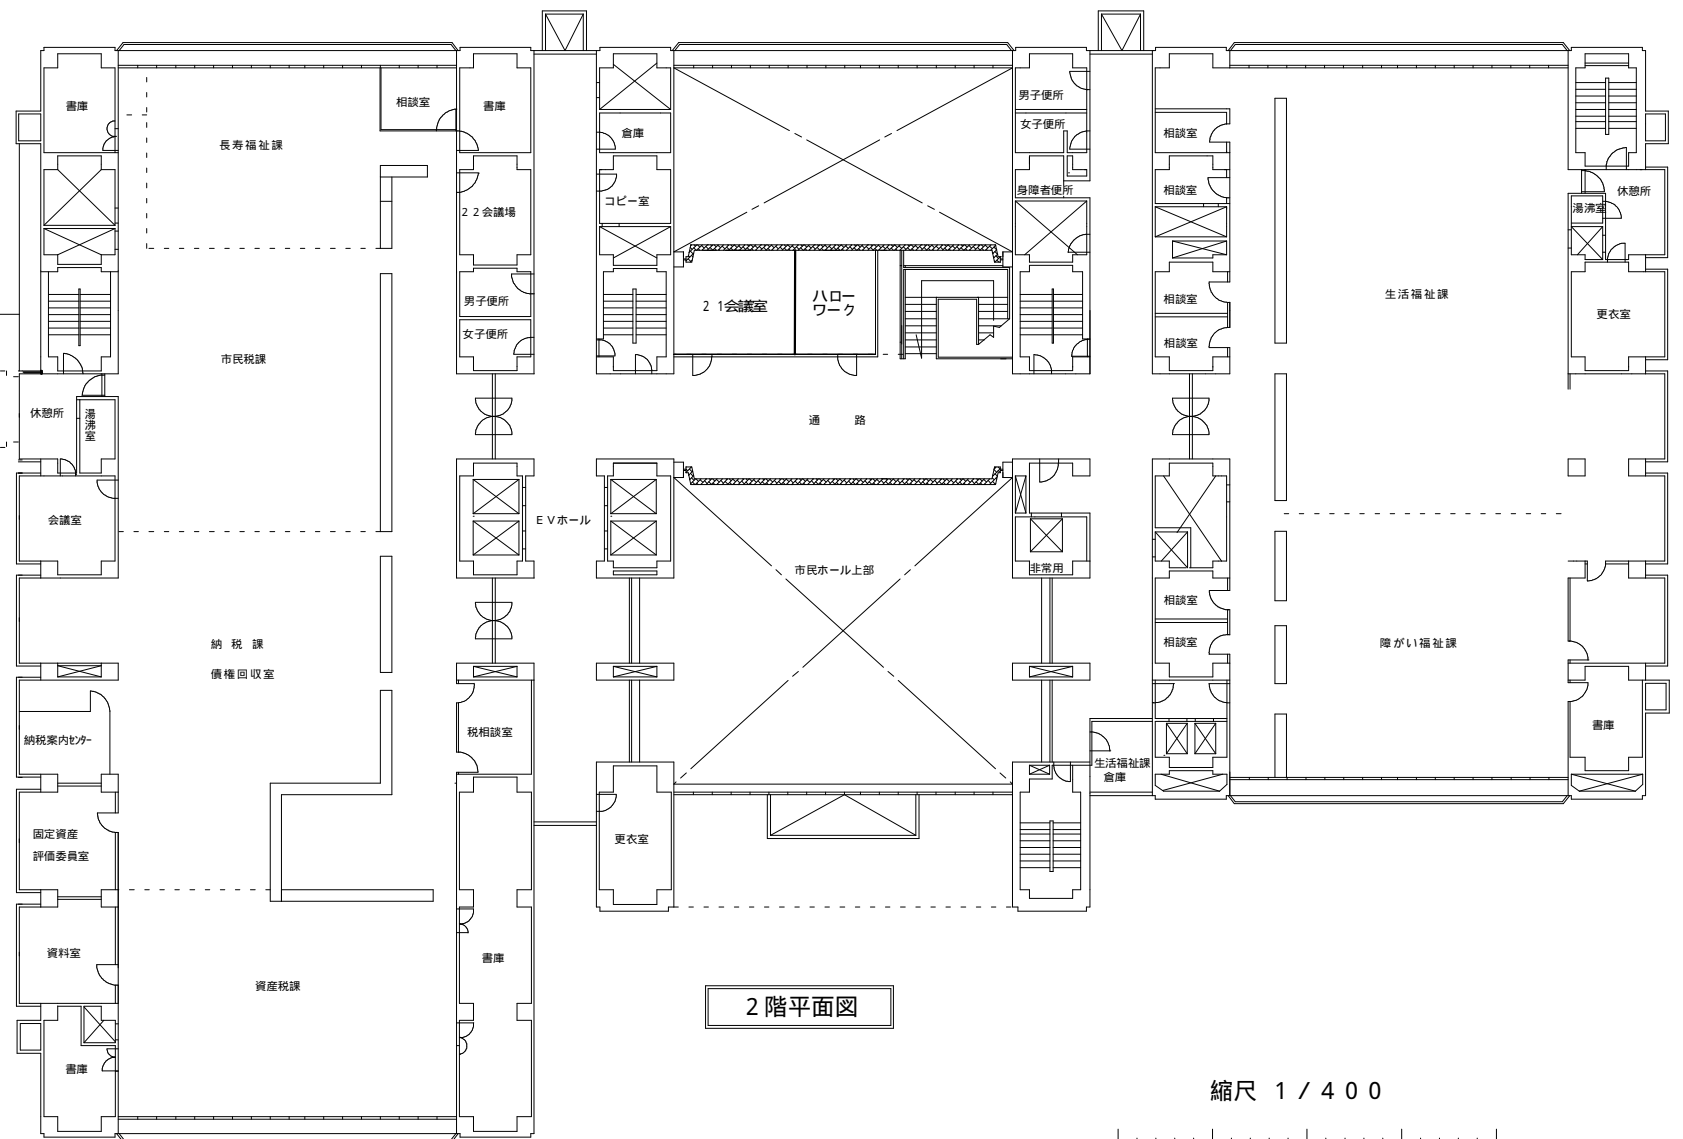 書庫
長寿福祉課
相談室
書庫
倉庫
コピー室
22会議場
男子便所
女子便所
男子便所
女子便所
身障者便所
相談室
相談室
相談室
相談室
休憩所
湯沸室
更衣室
生活福祉課
21会議室
ハロー
ワーク
市民税課
休憩所
湯沸室
会議室
通 路
EVホール
市民ホール上部
非常用
相談室
相談室
障がい福祉課
書庫
納 税 課
債権回収室
納税案内センター
税相談室
生活福祉課
倉庫
固定資産
評価委員室
更衣室
資料室
資産税課
書庫
書庫
2階平面図
縮尺 1/400